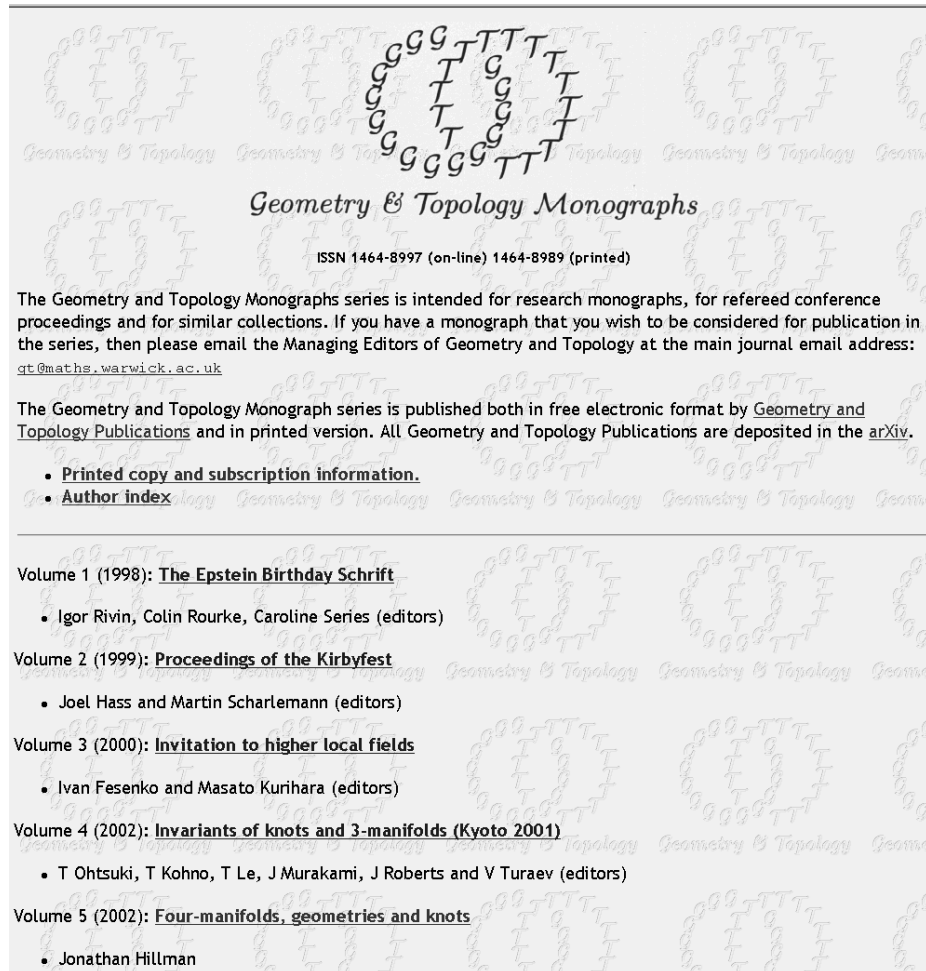 Geometry & Topology Monographs
ISSN 1464-8997 (on-line) 1464-8989 (printed)
The Geometry and Topology Monographs series is intended for research monographs, for refereed conference
proceedings and for similar collections. If you have a monograph that you wish to be considered for publication in
the series, then please email the Managing Editors of Geometry and Topology at the main journal email address:
gt@maths.warwick.ac.uk
The Geometry and Topology Monograph series is published both in free electronic format by Geometry and
Topology Publications and in printed version. All Geometry and Topology Publications are deposited in the arXiv.
• Printed copy and subscription information.
• Author index
Volume 1 (1998): The Epstein Birthday Schrift
• Igor Rivin, Colin Rourke, Caroline Series (editors)
Volume 2 (1999): Proceedings of the Kirbyfest
• Joel Hass and Martin Scharlemann (editors)
Volume 3 (2000): Invitation to higher local fields
• Ivan Fesenko and Masato Kurihara (editors)
Volume 4 (2002): Invariants of knots and 3-manifolds (Kyoto 2001)
• T Ohtsuki, T Kohno, T Le, J Murakami, J Roberts and V Turaev (editors)
Volume 5 (2002): Four-manifolds, geometries and knots
• Jonathan Hillman